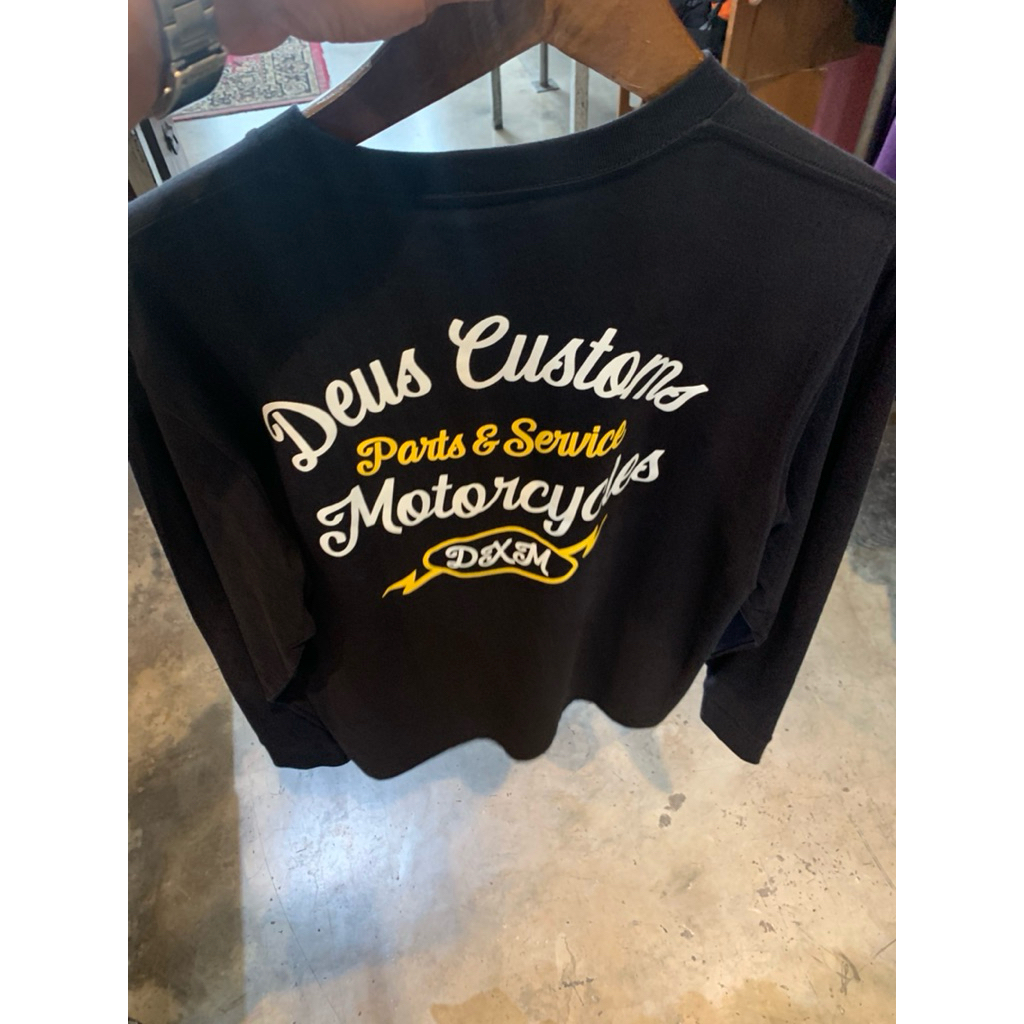 Deus Customs
Parts & Service
Motorcycles
DXM